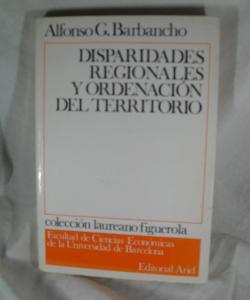 Alfonso G. Barbancho
DISPARIDADES
REGIONALES
Y ORDENACIÓN
DEL TERRITORIO
colección laureano figuerola
Facultad de Ciencias Económicas
de la Universidad de Barcelona
Editorial Ariel